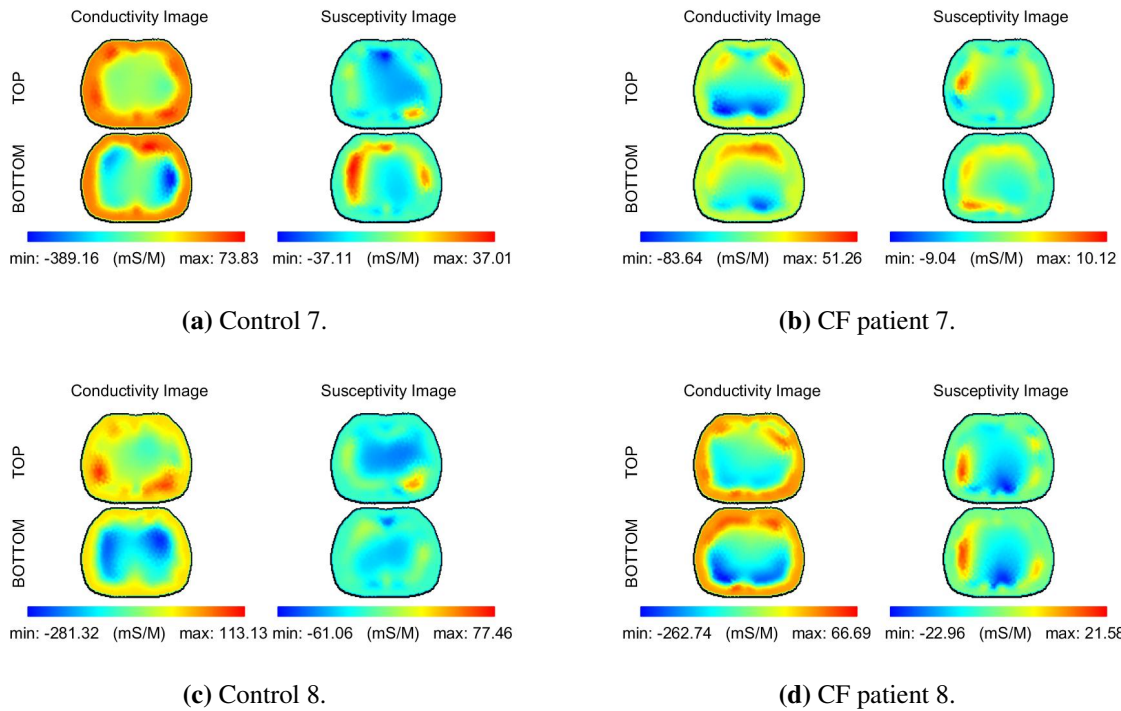 Conductivity Image Susceptivity Image
TOP
BOTTOM
min: -389.16 (mS/M) max: 73.83 min: -37.11 (mS/M) max: 37.01
(a) Control 7.
Conductivity Image Susceptivity Image
TOP
BOTTOM
min: -83.64 (mS/M) max: 51.26 min: -9.04 (mS/M) max: 10.12
(b) CF patient 7.
Conductivity Image Susceptivity Image
TOP
BOTTOM
min: -281.32 (mS/M) max: 113.13 min: -61.06 (mS/M) max: 77.46
(c) Control 8.
Conductivity Image Susceptivity Image
TOP
BOTTOM
min: -262.74 (mS/M) max: 66.69 min: -22.96 (mS/M) max: 21.58
(d) CF patient 8.